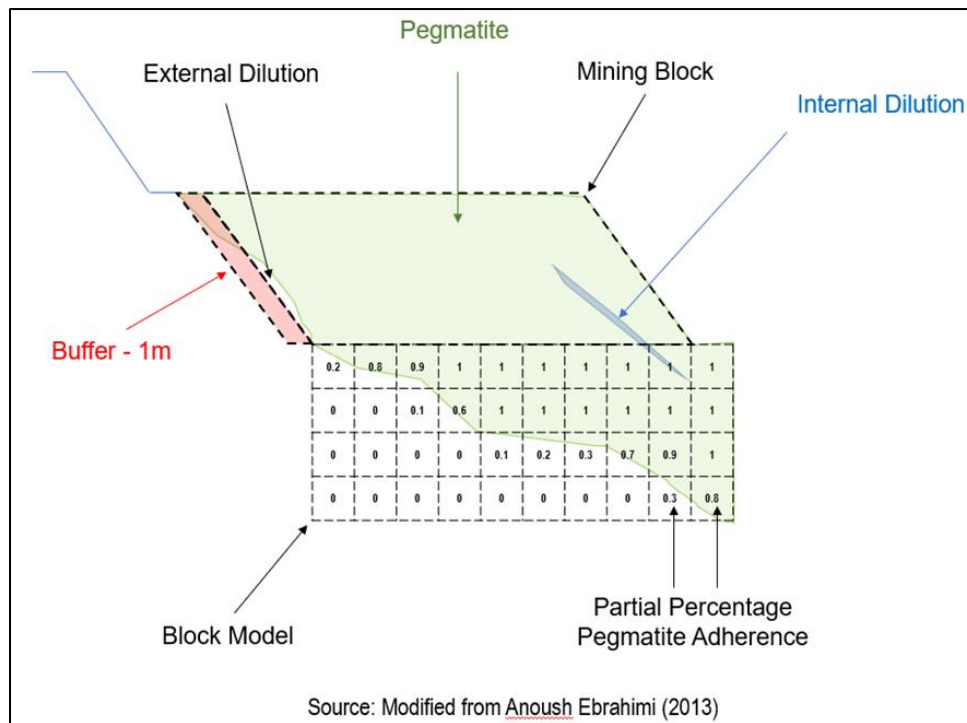 Pegmatite
External Dilution
Mining Block
Internal Dilution
Buffer - 1m
0.2 0.8 0.9 1 1 1 1 1 1 1
0 0 0.1 0.6 1 1 1 1 1 1
0 0 0 0 0.1 0.2 0.3 0.7 0.9 1
0 0 0 0 0 0 0 0 0.3 0.8
Block Model
Partial Percentage
Pegmatite Adherence
Source: Modified from Anoush Ebrahimi (2013)